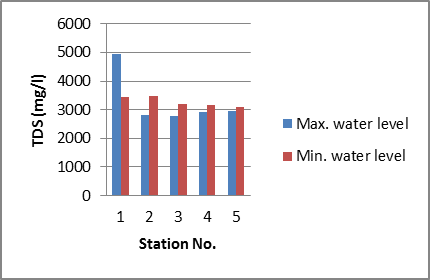 6000
5000
4000
3000
2000
1000
0
TDS (mg/l)
1 2 3 4 5
Station No.
Max. water level
Min. water level